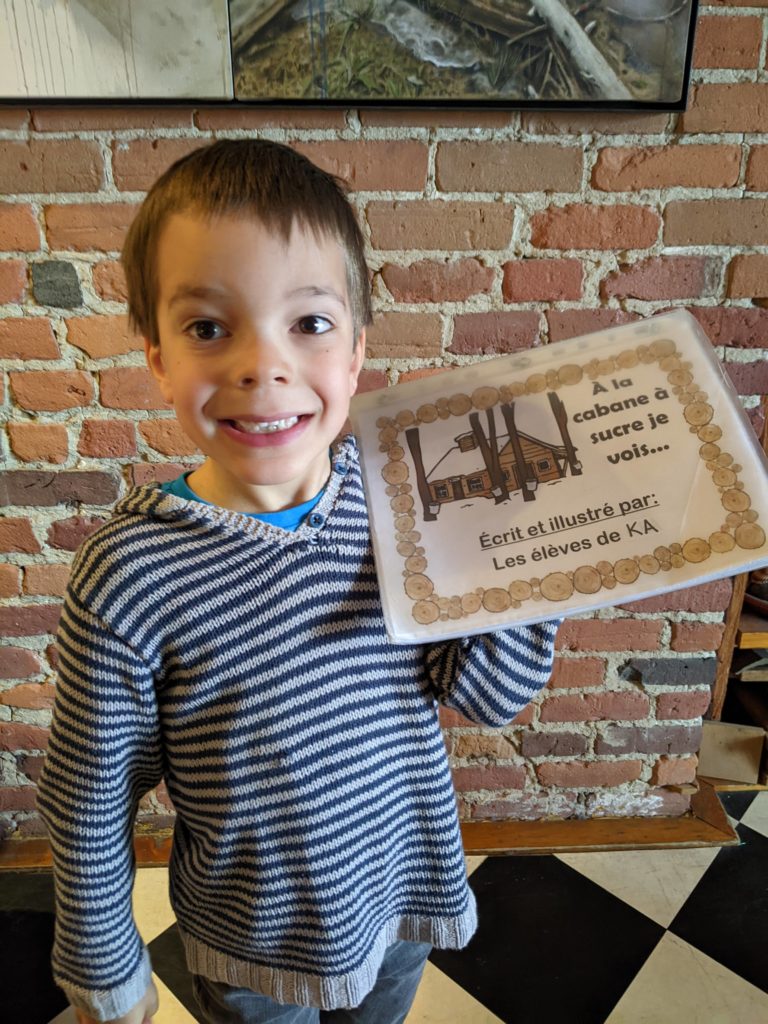 À la
cabane à
sucre je
vois...
Écrit et illustré par:
Les élèves de KA